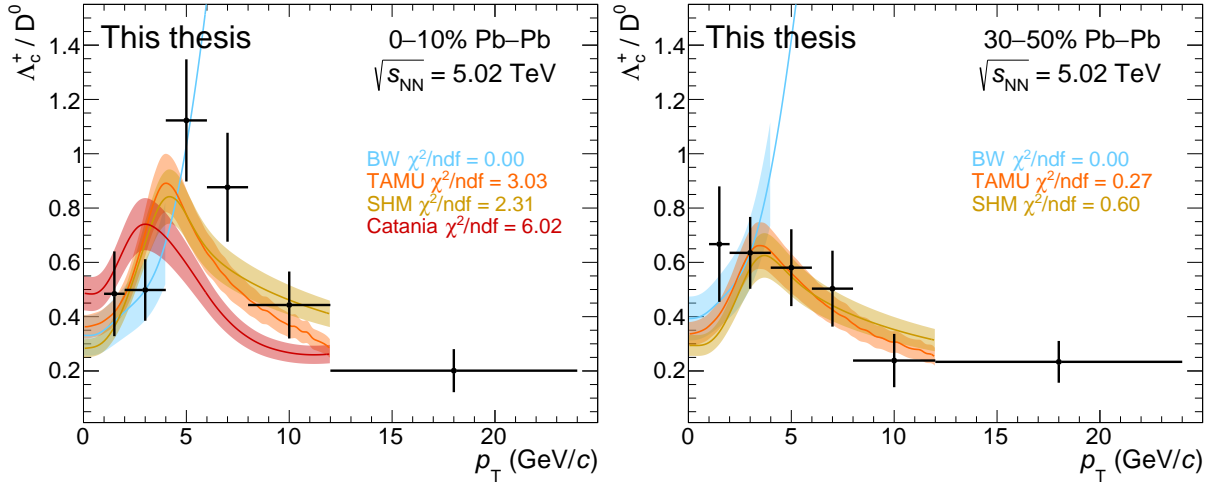 This thesis
0–10% Pb–Pb
√sNN = 5.02 TeV
BW χ²/ndf = 0.00
TAMU χ²/ndf = 3.03
SHM χ²/ndf = 2.31
Catania χ²/ndf = 6.02
Λc⁺ / D⁰
1.4
1.2
1
0.8
0.6
0.4
0.2
0 5 10 15 20
pT (GeV/c)
This thesis
30–50% Pb–Pb
√sNN = 5.02 TeV
BW χ²/ndf = 0.00
TAMU χ²/ndf = 0.27
SHM χ²/ndf = 0.60
Λc⁺ / D⁰
1.4
1.2
1
0.8
0.6
0.4
0.2
0 5 10 15 20
pT (GeV/c)